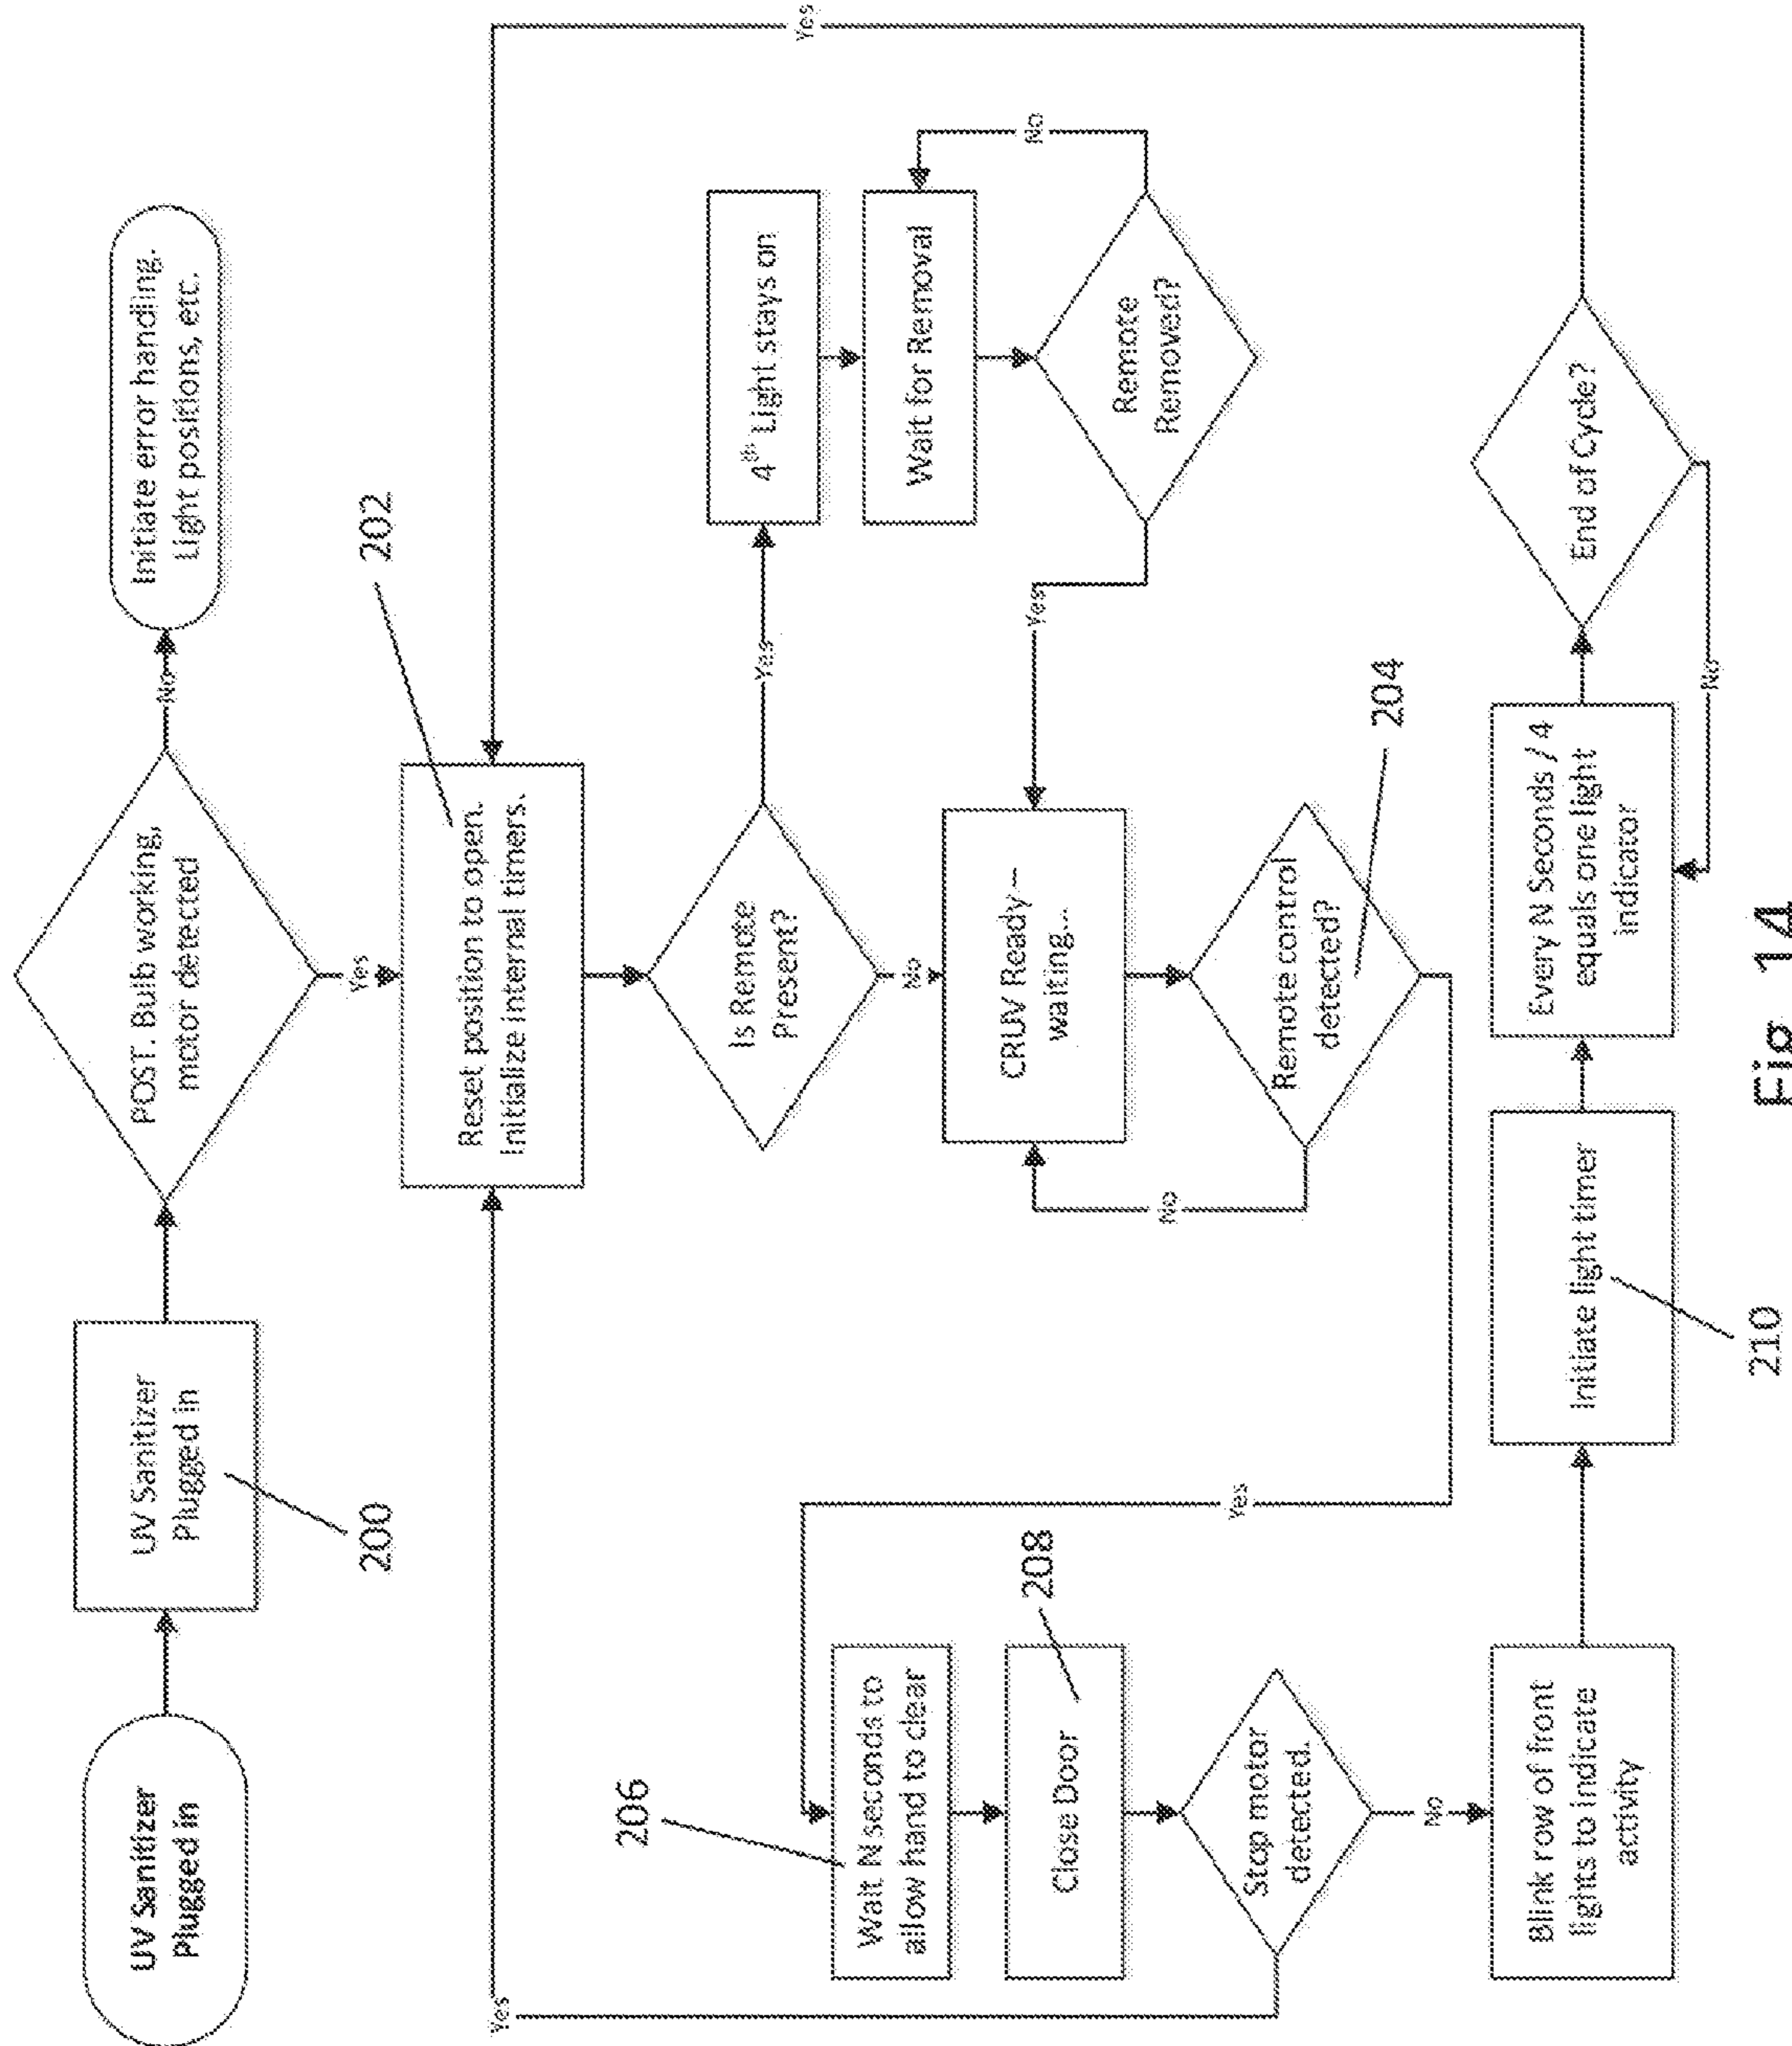 UV Sanitizer
Plugged in
UV Sanitizer
Plugged in
200
POST. Bulb working,
motor detected
No
Initiate error handling.
Light positions, etc.
Yes
202
Reset position to open.
Initialize internal timers.
Is Remote
Present?
Yes
4th Light stays on
Wait for Removal
Remote
Removed?
No
Yes
No
CRUV Ready –
waiting...
Remote control
detected?
204
No
Yes
206
Wait N seconds to
allow hand to clear
Close Door
208
Stop motor
detected.
Yes
No
Blink row of front
lights to indicate
activity
Initiate light timer
210
Every N Seconds / 4
equals one light
indicator
End of Cycle?
No
Yes
Fig. 14